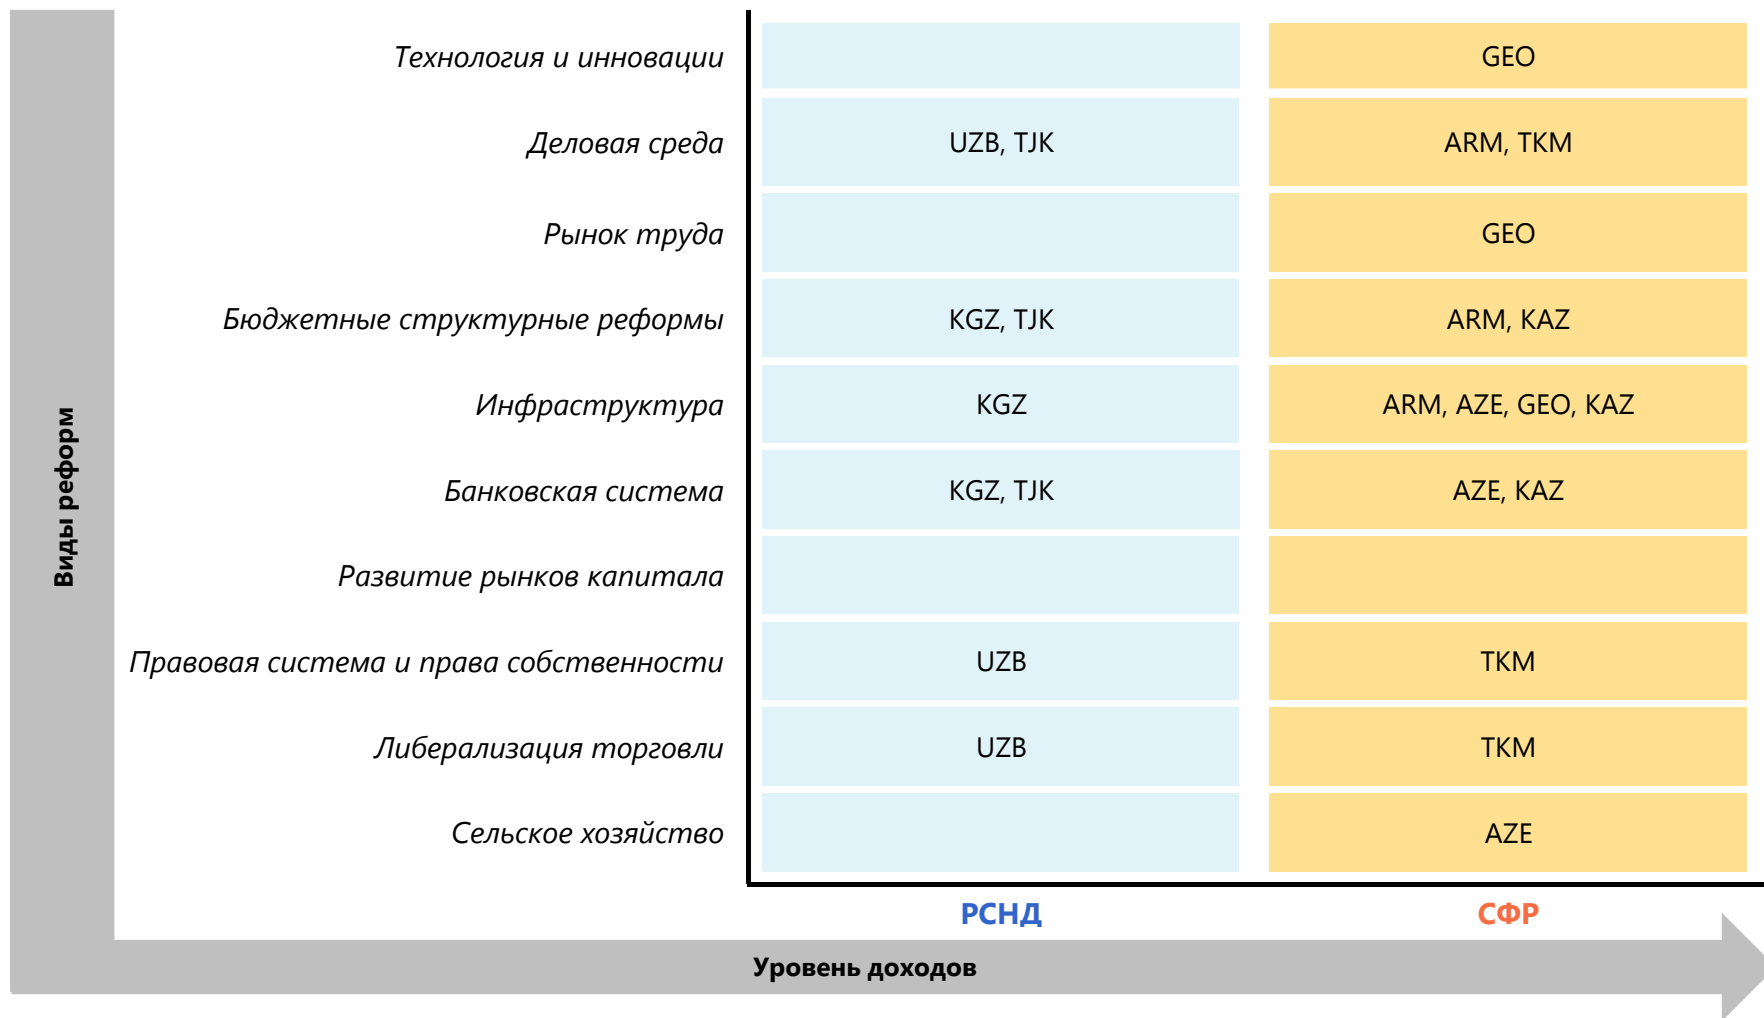 Технология и инновации
GEO
Деловая среда
UZB, TJK
ARM, TKM
Рынок труда
GEO
Бюджетные структурные реформы
KGZ, TJK
ARM, KAZ
Инфраструктура
KGZ
ARM, AZE, GEO, KAZ
Банковская система
KGZ, TJK
AZE, KAZ
Развитие рынков капитала
Правовая система и права собственности
UZB
TKM
Либерализация торговли
UZB
TKM
Сельское хозяйство
AZE
Виды реформ
РСНД
СФР
Уровень доходов